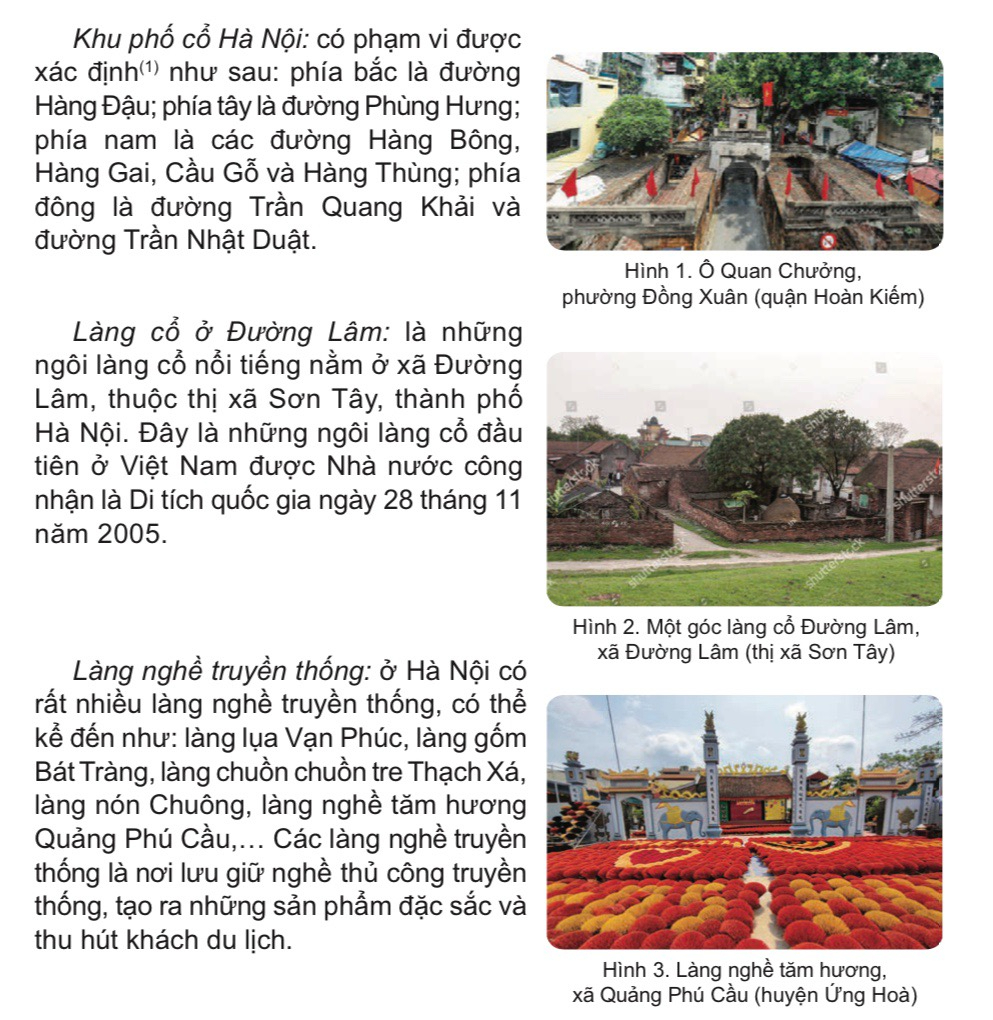 Khu phố cổ Hà Nội: có phạm vi được
xác định(1) như sau: phía bắc là đường
Hàng Đậu; phía tây là đường Phùng Hưng;
phía nam là các đường Hàng Bông,
Hàng Gai, Cầu Gỗ và Hàng Thùng; phía
đông là đường Trần Quang Khải và
đường Trần Nhật Duật.
Hình 1. Ô Quan Chưởng,
phường Đồng Xuân (quận Hoàn Kiếm)
Làng cổ ở Đường Lâm: là những
ngôi làng cổ nổi tiếng nằm ở xã Đường
Lâm, thuộc thị xã Sơn Tây, thành phố
Hà Nội. Đây là những ngôi làng cổ đầu
tiên ở Việt Nam được Nhà nước công
nhận là Di tích quốc gia ngày 28 tháng 11
năm 2005.
shutterstock
shutterstock
shutterstock
Hình 2. Một góc làng cổ Đường Lâm,
xã Đường Lâm (thị xã Sơn Tây)
Làng nghề truyền thống: ở Hà Nội có
rất nhiều làng nghề truyền thống, có thể
kể đến như: làng lụa Vạn Phúc, làng gốm
Bát Tràng, làng chuồn chuồn tre Thạch Xá,
làng nón Chuông, làng nghề tăm hương
Quảng Phú Cầu,… Các làng nghề truyền
thống là nơi lưu giữ nghề thủ công truyền
thống, tạo ra những sản phẩm đặc sắc và
thu hút khách du lịch.
Hình 3. Làng nghề tăm hương,
xã Quảng Phú Cầu (huyện Ứng Hoà)